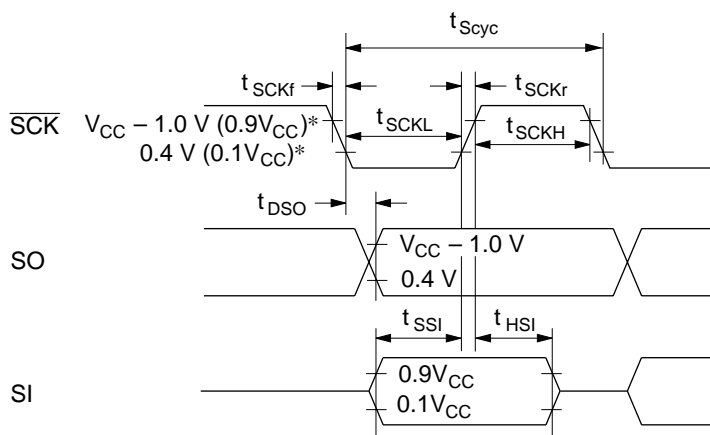 tScyc
tSCKf
tSCKr
SCK
VCC – 1.0 V (0.9VCC)*
0.4 V (0.1VCC)*
tSCKL
tSCKH
tDSO
SO
VCC – 1.0 V
0.4 V
tSSI
tHSI
SI
0.9VCC
0.1VCC